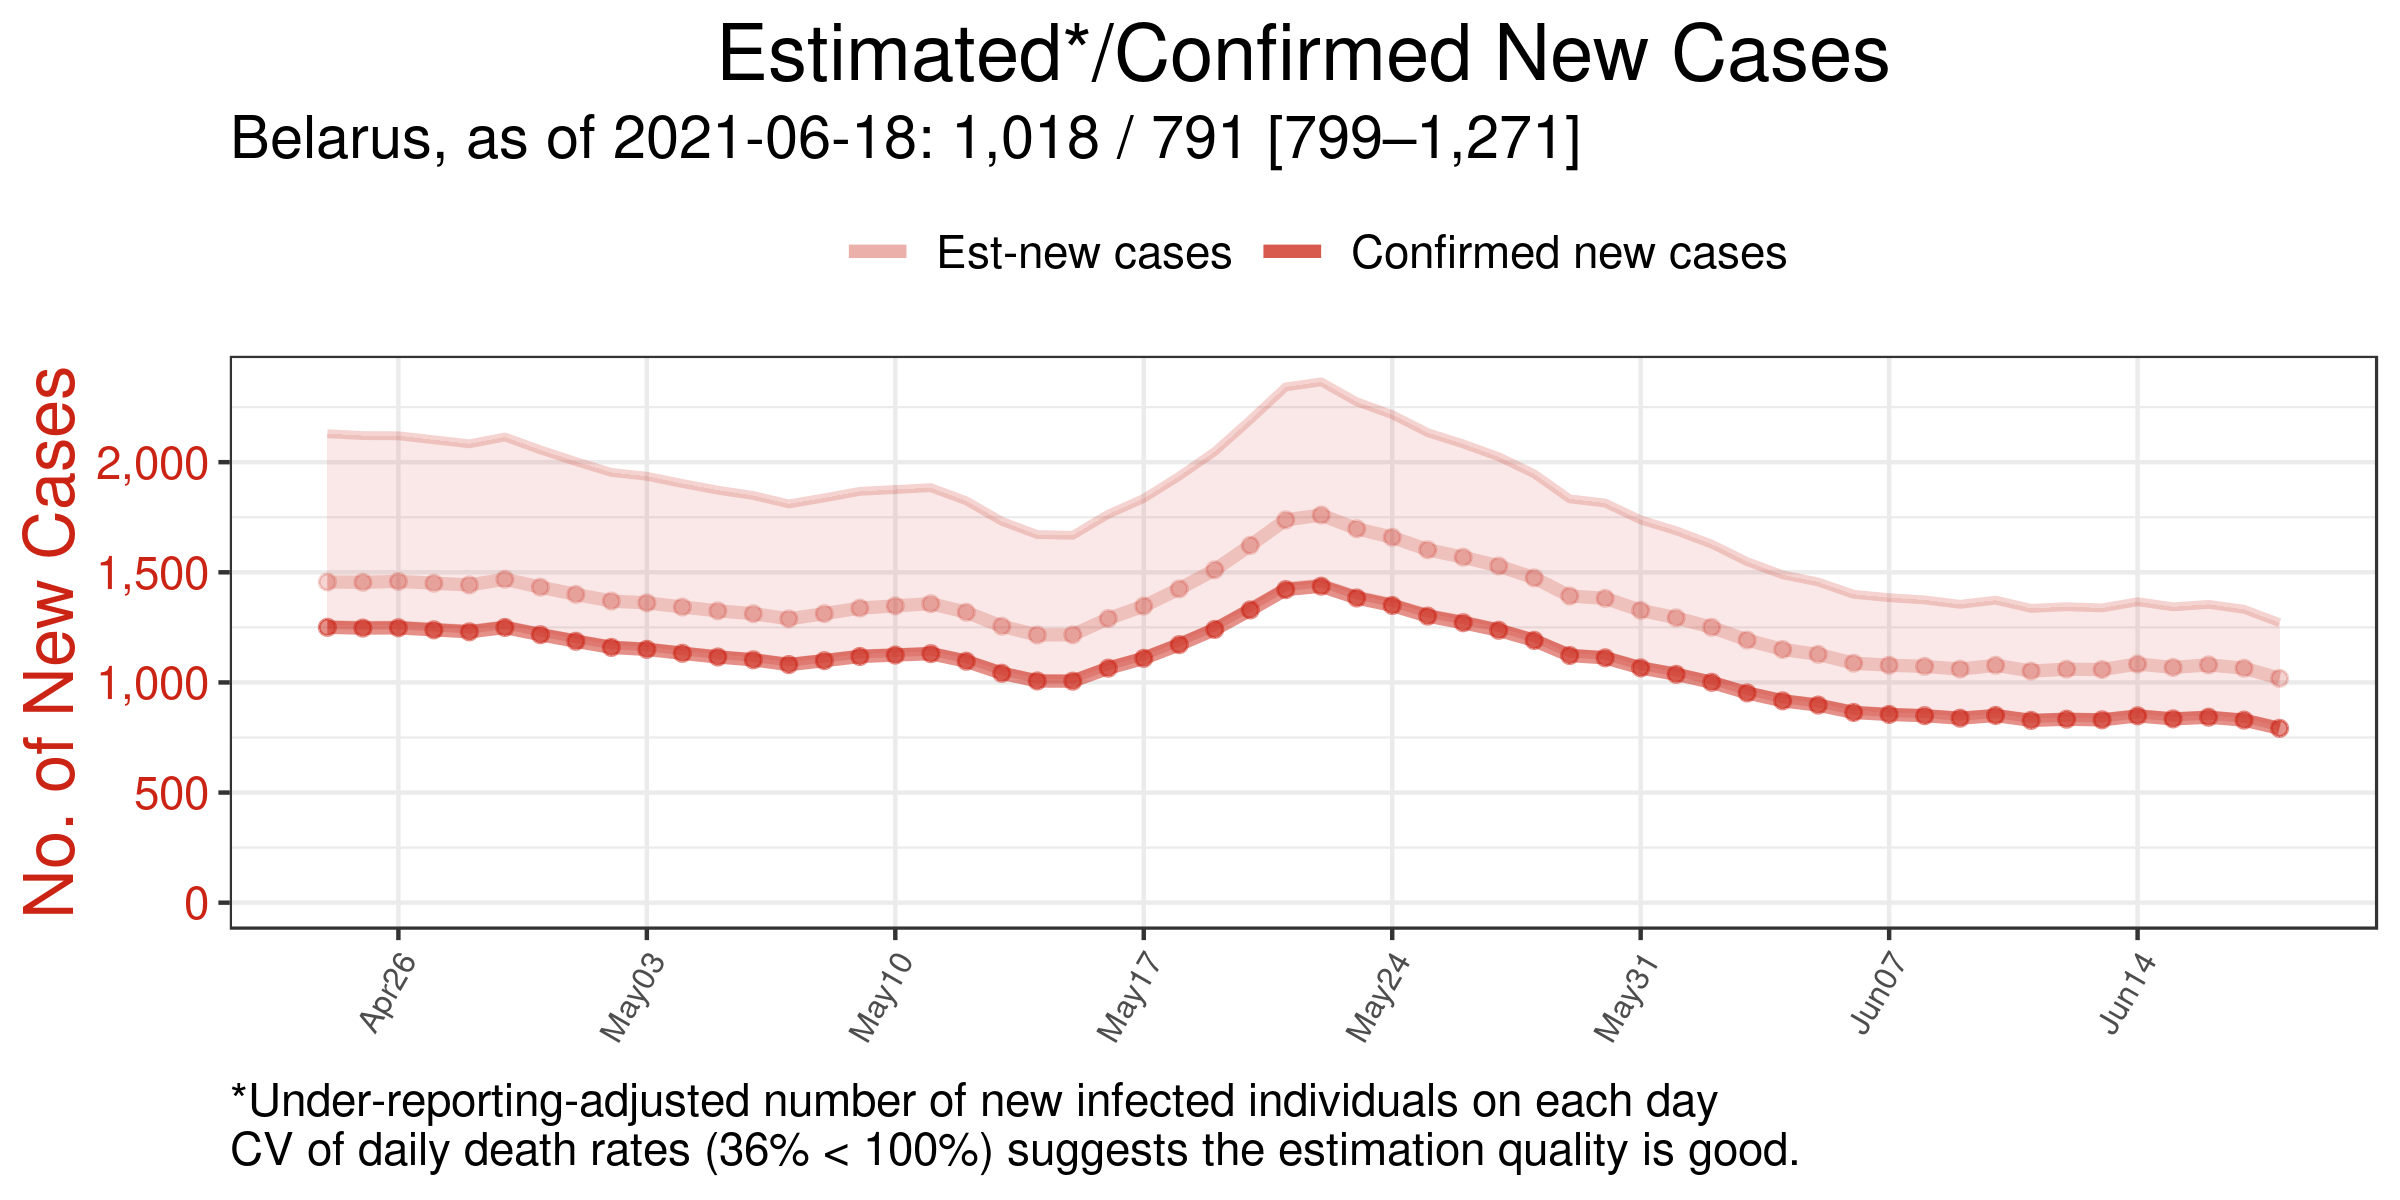 Estimated*/Confirmed New Cases
Belarus, as of 2021-06-18: 1,018 / 791 [799–1,271]
Est-new cases
Confirmed new cases
No. of New Cases
2,000
1,500
1,000
500
0
Apr26
May03
May10
May17
May24
May31
Jun07
Jun14
*Under-reporting-adjusted number of new infected individuals on each day
CV of daily death rates (36% < 100%) suggests the estimation quality is good.